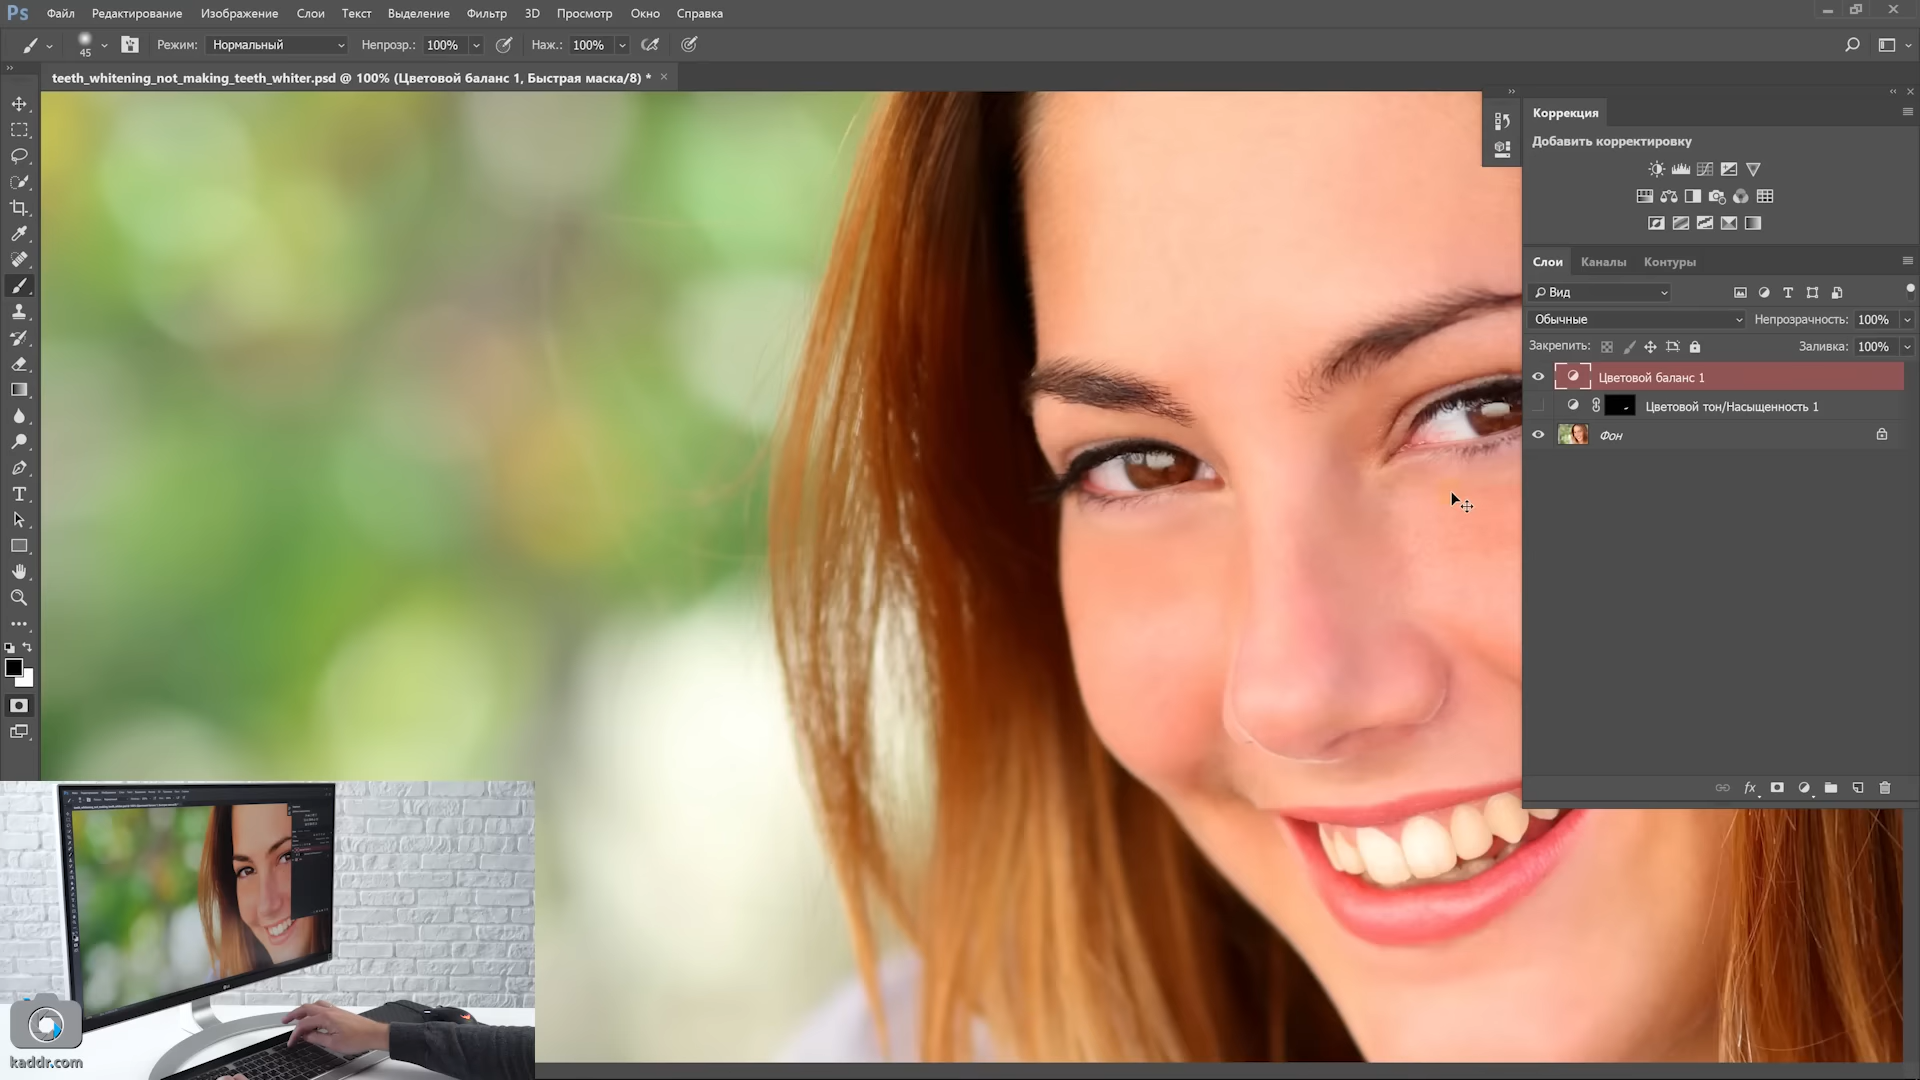 Ps Файл Редактирование Изображение Слои Текст Выделение Фильтр 3D Просмотр Окно Справка
45 Режим: Нормальный Непрозр.: 100% Наж.: 100%
teeth_whitening_not_making_teeth_whiter.psd @ 100% (Цветовой баланс 1, Быстрая маска/8) *
Коррекция
Добавить корректировку
Слои Каналы Контуры
Вид
Обычные Непрозрачность: 100%
Закрепить: Заливка: 100%
Цветовой баланс 1
Цветовой тон/Насыщенность 1
Фон
fx
kaddr.com